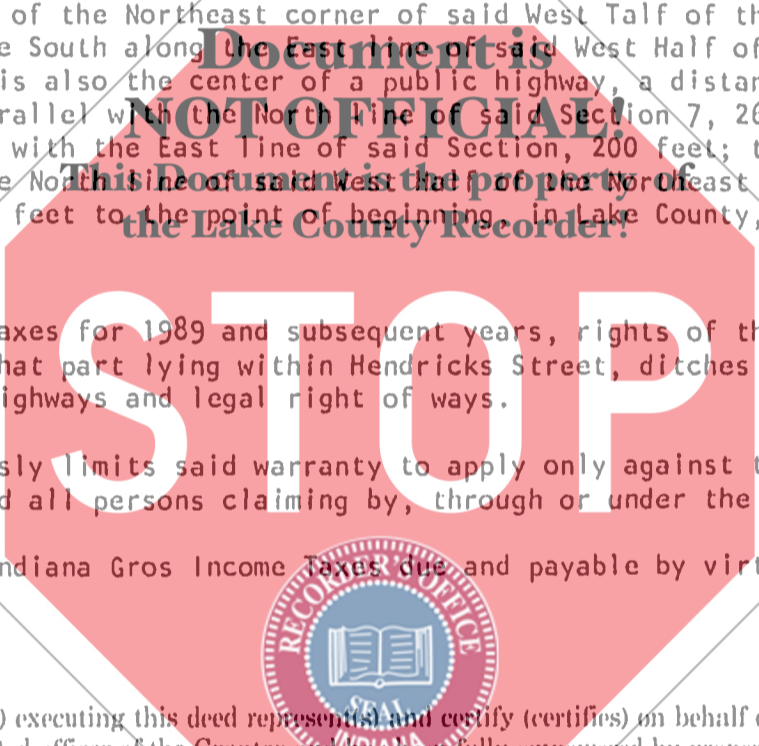 of the Northeast corner of said West Talf of th
e South along the East line of said West Half of
Document is
is also the center of a public highway, a distan
rallel with the North line of said Section 7, 26
NOT OFFICIAL!
with the East line of said Section, 200 feet; t
e North line of said West Half of the Northeast
This Document is the property of
feet to the point of beginning, in Lake County,
the Lake County Recorder!
axes for 1989 and subsequent years, rights of th
hat part lying within Hendricks Street, ditches
ighways and legal right of ways.
STOP
sly limits said warranty to apply only against t
d all persons claiming by, through or under the
ndiana Gros Income Taxes due and payable by virt
RECORDER'S OFFICE
SEAL
INDIANA
) executing this deed represent(s) and certify (certifies) on behalf o